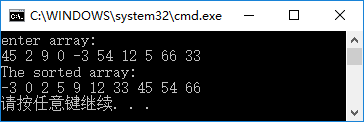 C:\WINDOWS\system32\cmd.exe
enter array:
45 2 9 0 -3 54 12 5 66 33
The sorted array:
-3 0 2 5 9 12 33 45 54 66
请按任意键继续. . .